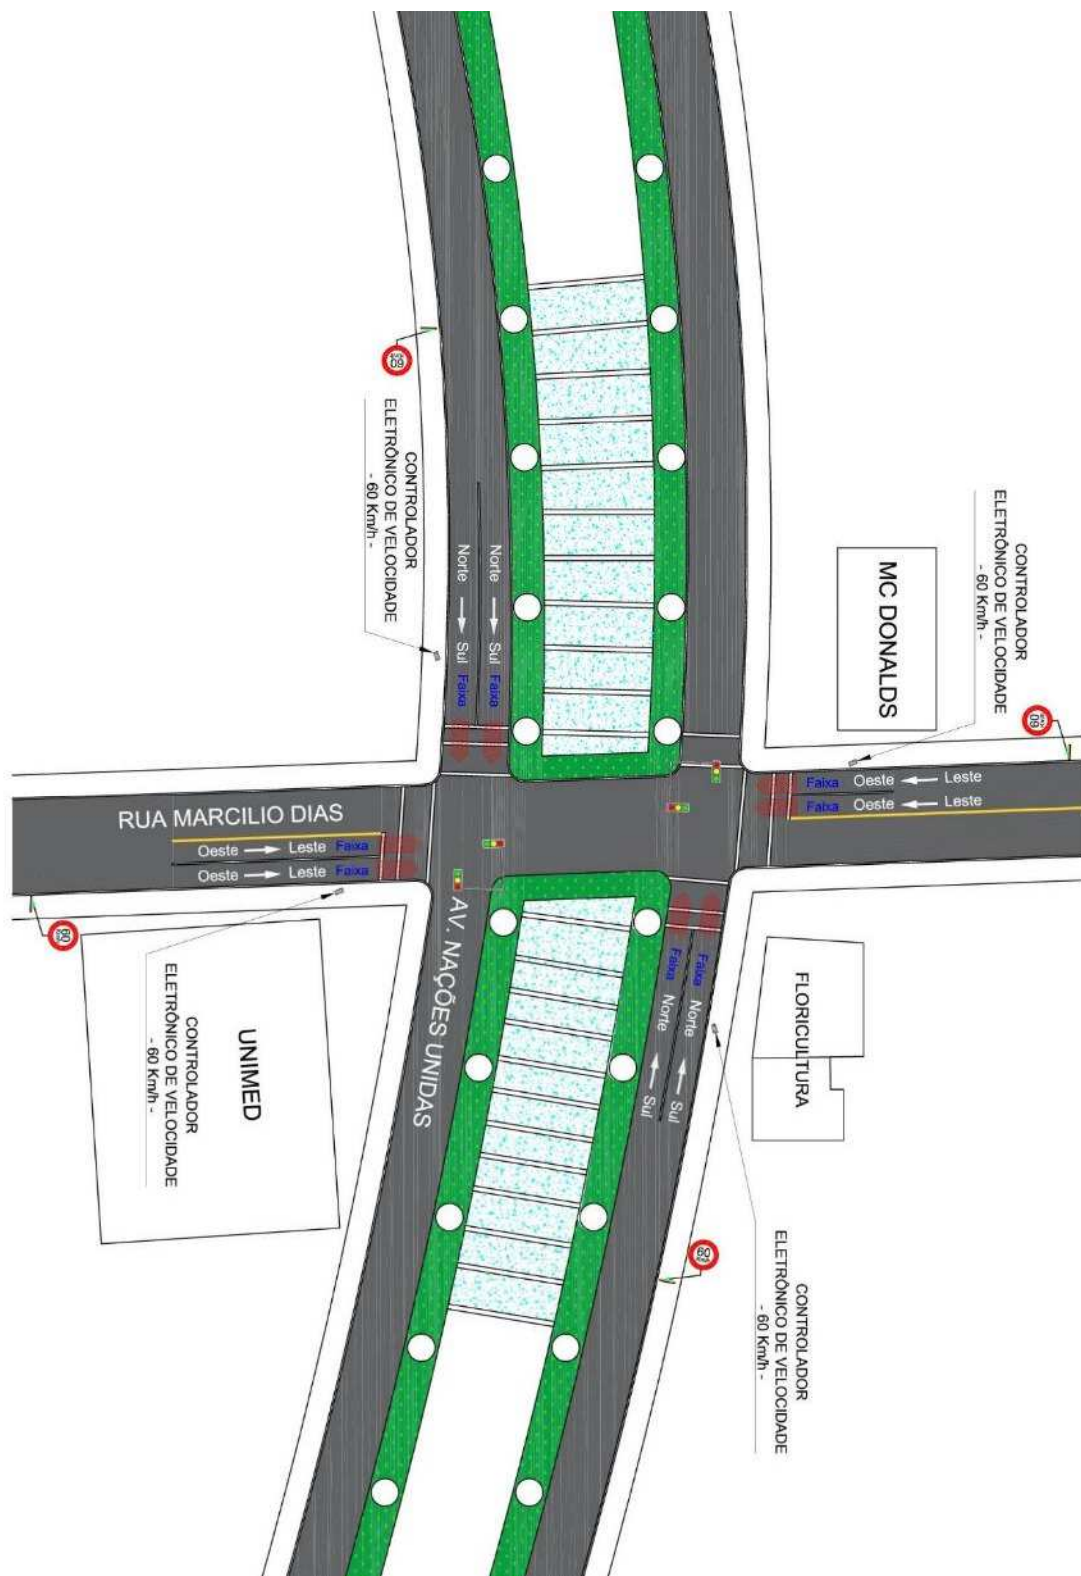 CONTROLADOR
ELETRÔNICO DE VELOCIDADE
- 60 Km/h -
60
CONTROLADOR
ELETRÔNICO DE VELOCIDADE
- 60 Km/h -
MC DONALDS
60
Norte Sul Faixa
Norte Sul Faixa
Faixa Oeste Leste
Faixa Oeste Leste
RUA MARCILIO DIAS
Oeste Leste Faixa
Oeste Leste Faixa
60
AV. NAÇÕES UNIDAS
UNIMED
CONTROLADOR
ELETRÔNICO DE VELOCIDADE
- 60 Km/h -
Faixa Norte Sul
Faixa Norte Sul
FLORICULTURA
60
CONTROLADOR
ELETRÔNICO DE VELOCIDADE
- 60 Km/h -